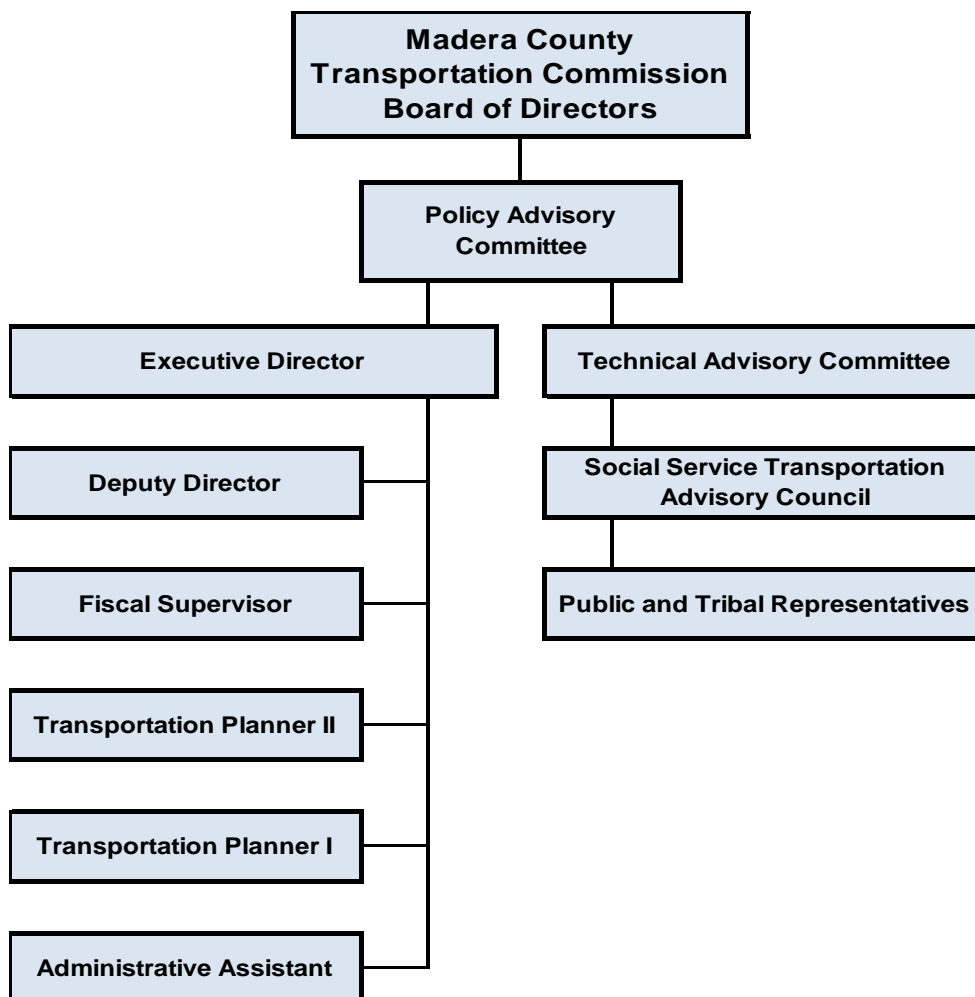 Madera County
Transportation Commission
Board of Directors
Policy Advisory
Committee
Executive Director
Technical Advisory Committee
Deputy Director
Social Service Transportation
Advisory Council
Fiscal Supervisor
Public and Tribal Representatives
Transportation Planner II
Transportation Planner I
Administrative Assistant